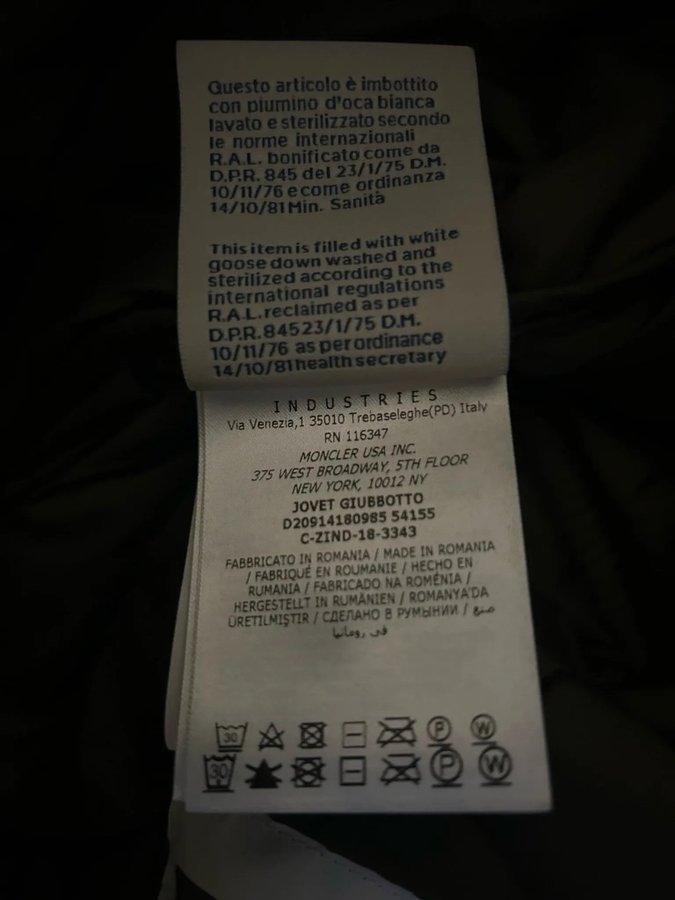 Questo articolo è imbottito
con piumino d'oca bianca
lavato e sterilizzato secondo
le norme internazionali
R.A.L. bonificato come da
D.P.R. 845 del 23/1/75 D.M.
10/11/76 e come ordinanza
14/10/81 Min. Sanità
This item is filled with white
goose down washed and
sterilized according to the
international regulations
R.A.L. reclaimed as per
D.P.R. 845 23/1/75 D.M.
10/11/76 as per ordinance
14/10/81 health secretary
INDUSTRIES
Via Venezia,1 35010 Trebaseleghe(PD) Italy
RN 116347
MONCLER USA INC.
375 WEST BROADWAY, 5TH FLOOR
NEW YORK, 10012 NY
JOVET GIUBBOTTO
D20914180985 54155
C-ZIND-18-3343
FABBRICATO IN ROMANIA / MADE IN ROMANIA
/ FABRIQUÉ EN ROUMANIE / HECHO EN
RUMANIA / FABRICADO NA ROMÉNIA /
HERGESTELLT IN RUMÄNIEN / ROMANYA'DA
ÜRETILMIŞTIR / СДЕЛАНО В РУМЫНИИ / صنع
في رومانيا
30 P W
30 P W